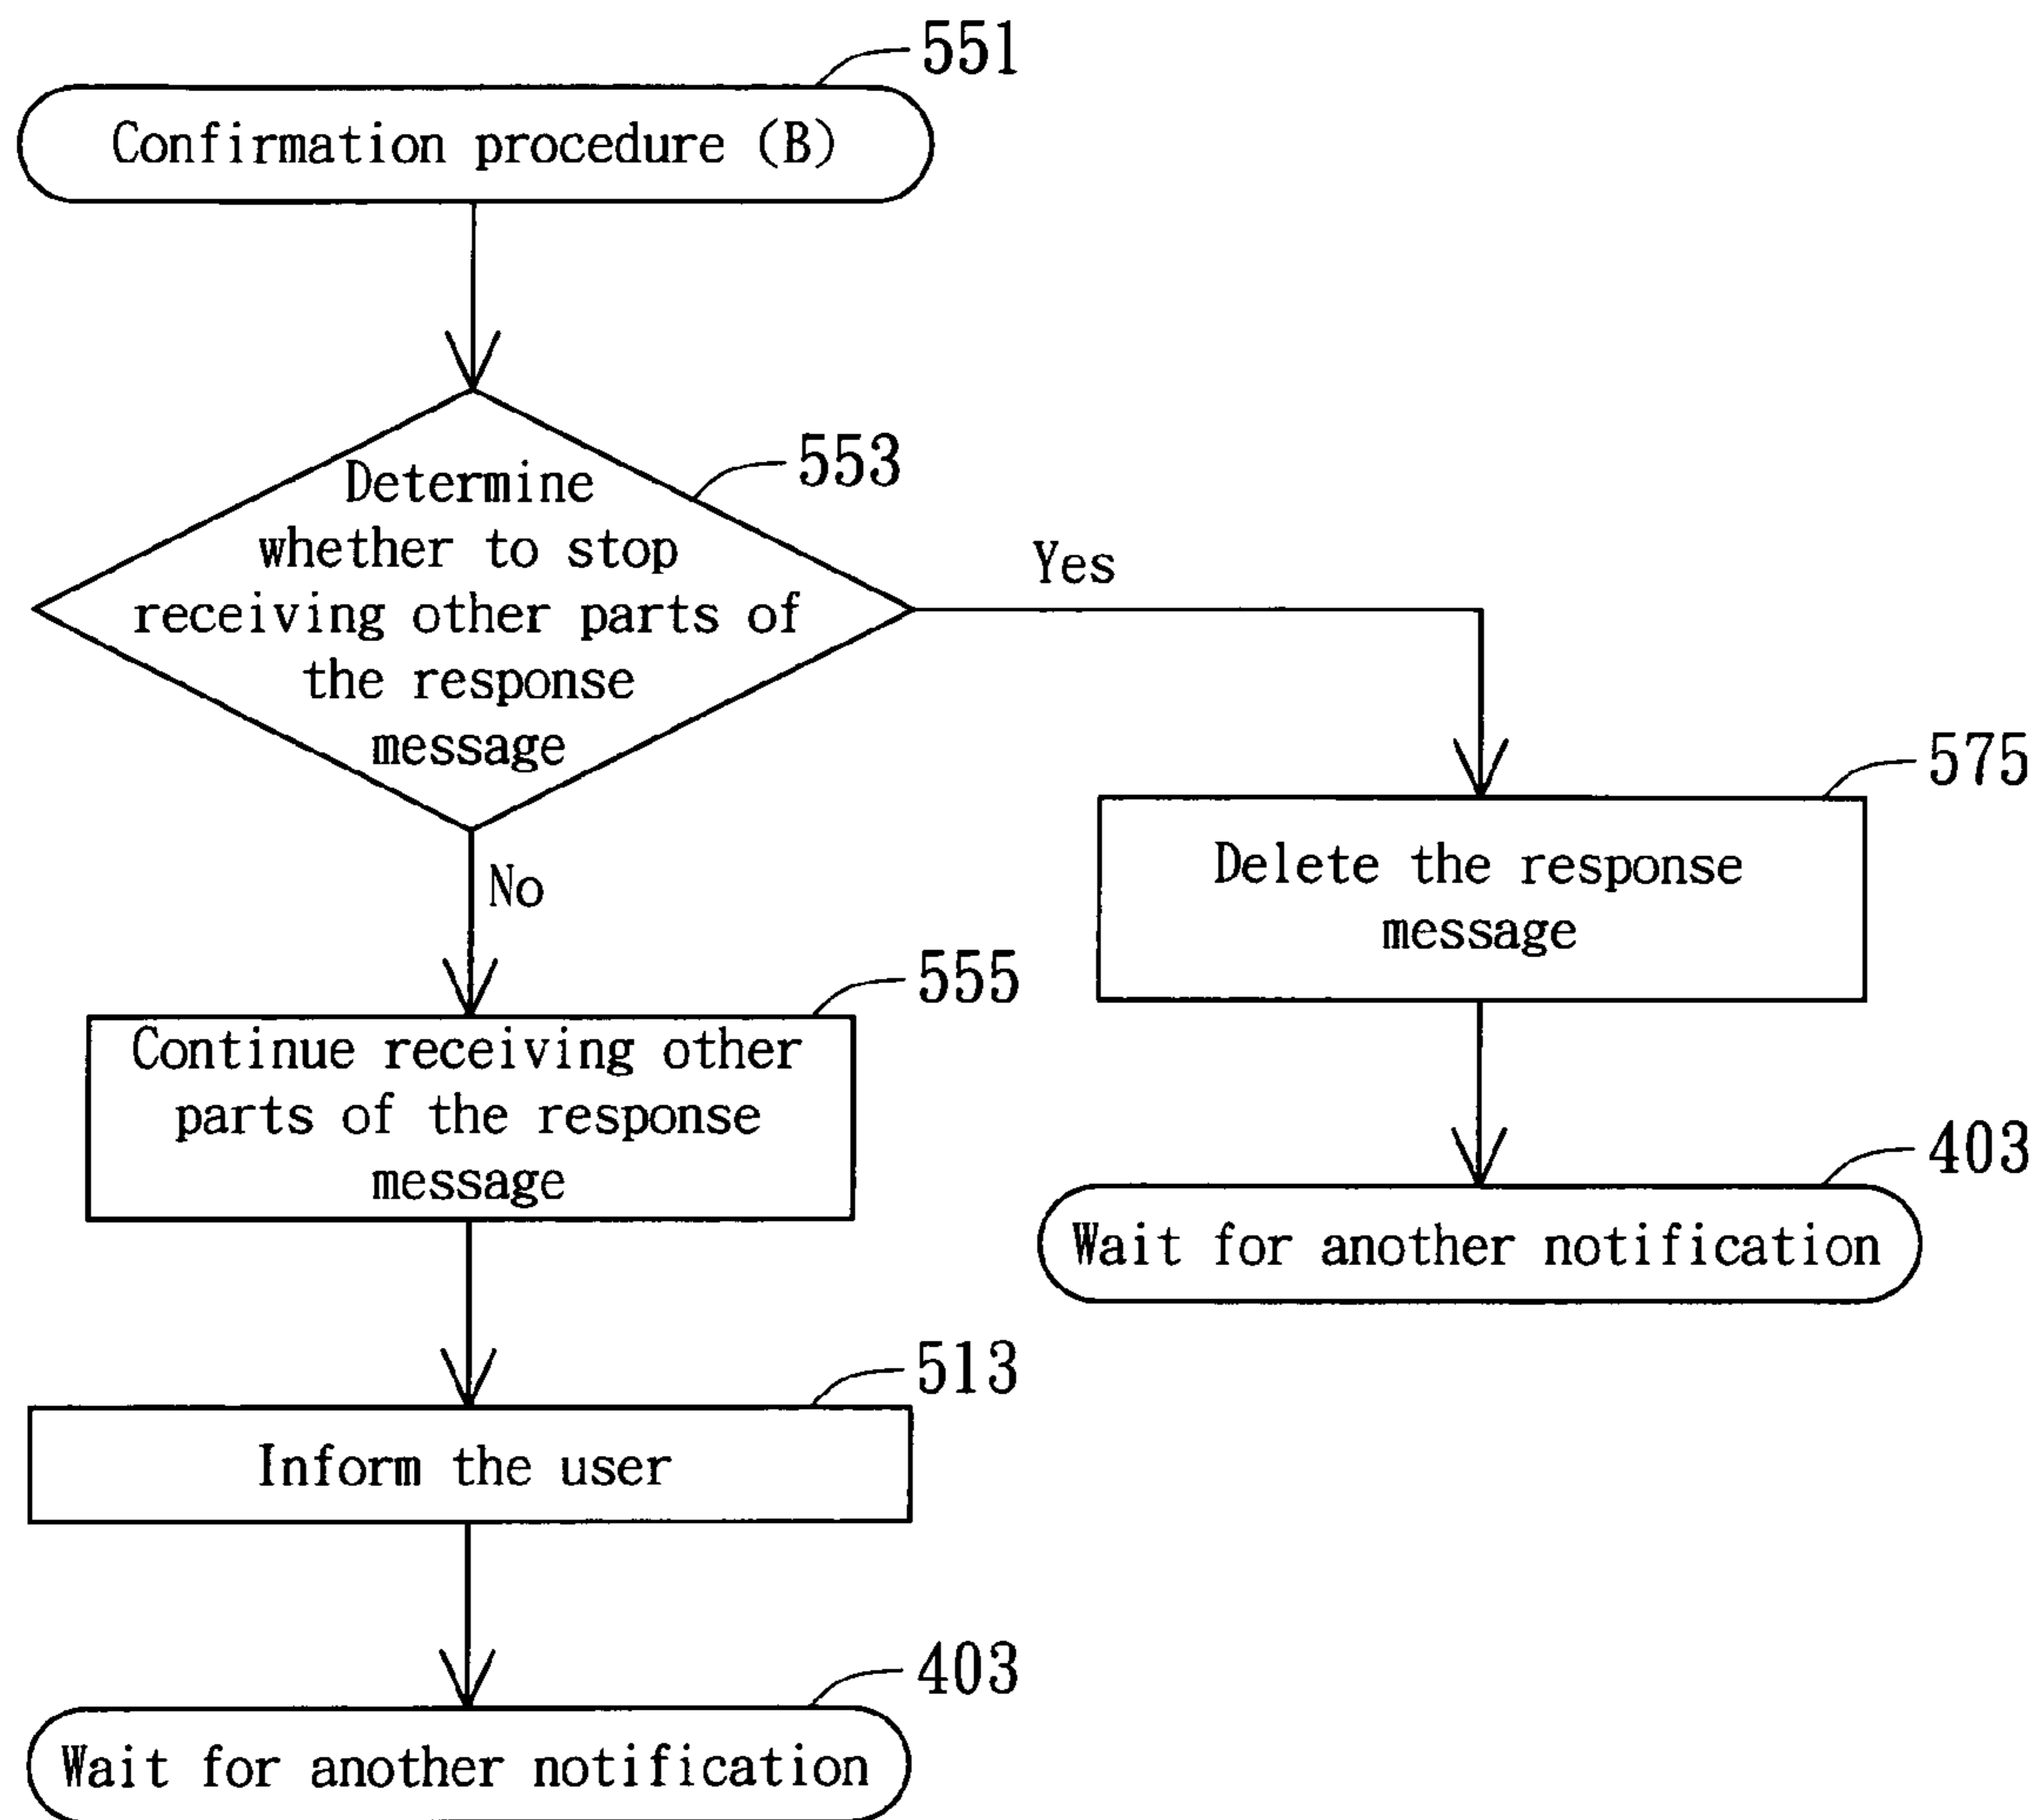 551
Confirmation procedure (B)
553
Determine
whether to stop
receiving other parts of
the response
message
Yes
No
575
Delete the response
message
555
Continue receiving other
parts of the response
message
403
Wait for another notification
513
Inform the user
403
Wait for another notification